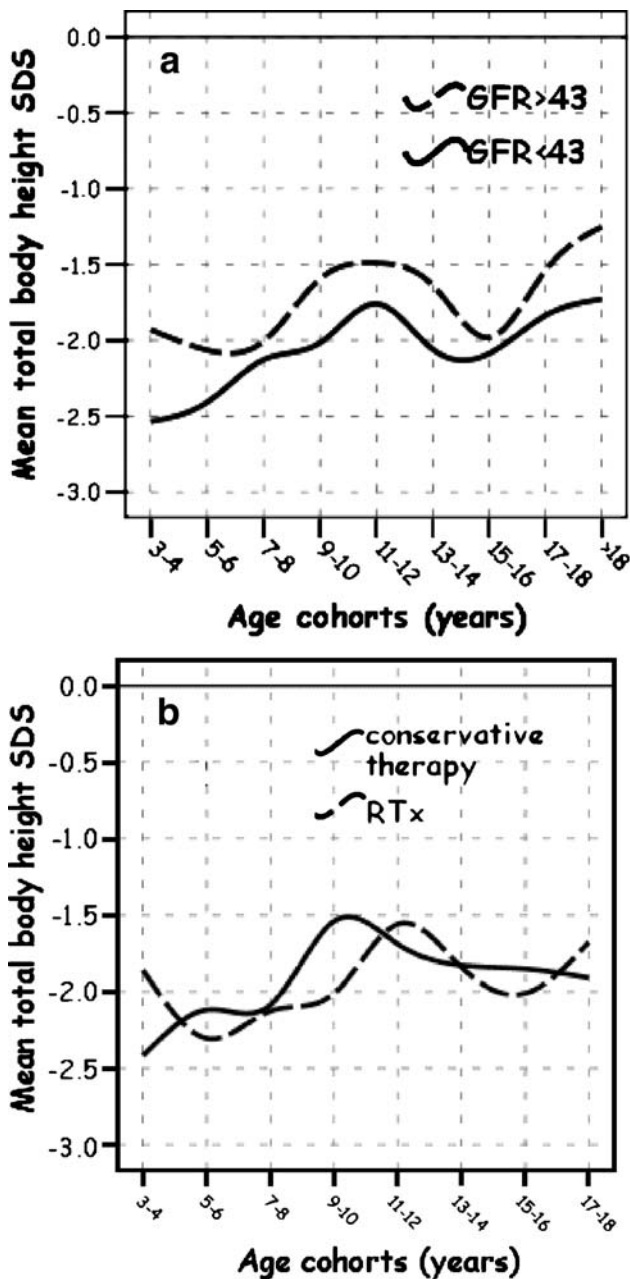 a
GFR>43
GFR<43
Mean total body height SDS
0.0
-0.5
-1.0
-1.5
-2.0
-2.5
-3.0
3-4
5-6
7-8
9-10
11-12
13-14
15-16
17-18
>18
Age cohorts (years)
b
conservative
therapy
RTx
Mean total body height SDS
0.0
-0.5
-1.0
-1.5
-2.0
-2.5
-3.0
3-4
5-6
7-8
9-10
11-12
13-14
15-16
17-18
Age cohorts (years)